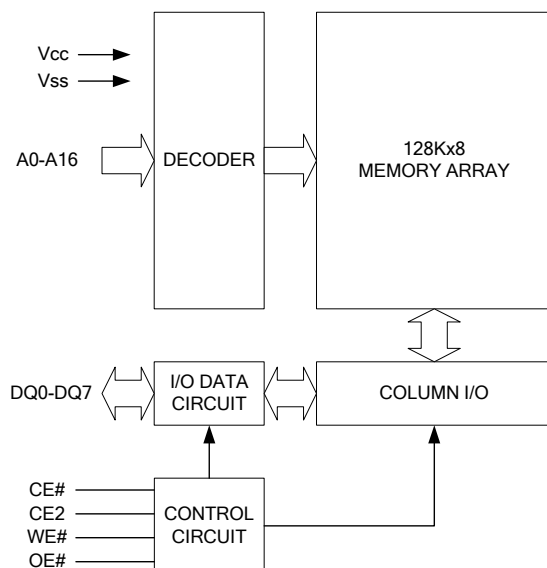 Vcc
Vss
A0-A16
DECODER
128Kx8
MEMORY ARRAY
DQ0-DQ7
I/O DATA
CIRCUIT
COLUMN I/O
CE#
CE2
WE#
OE#
CONTROL
CIRCUIT